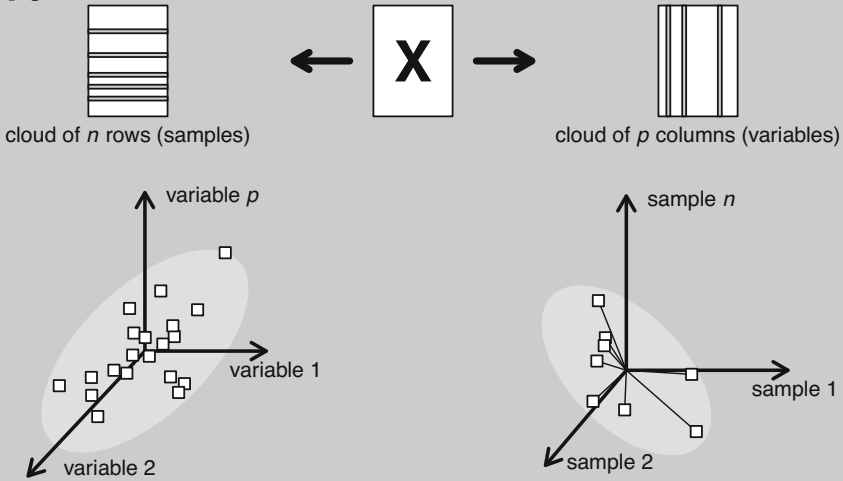 X
cloud of n rows (samples)
cloud of p columns (variables)
variable p
sample n
variable 1
sample 1
variable 2
sample 2